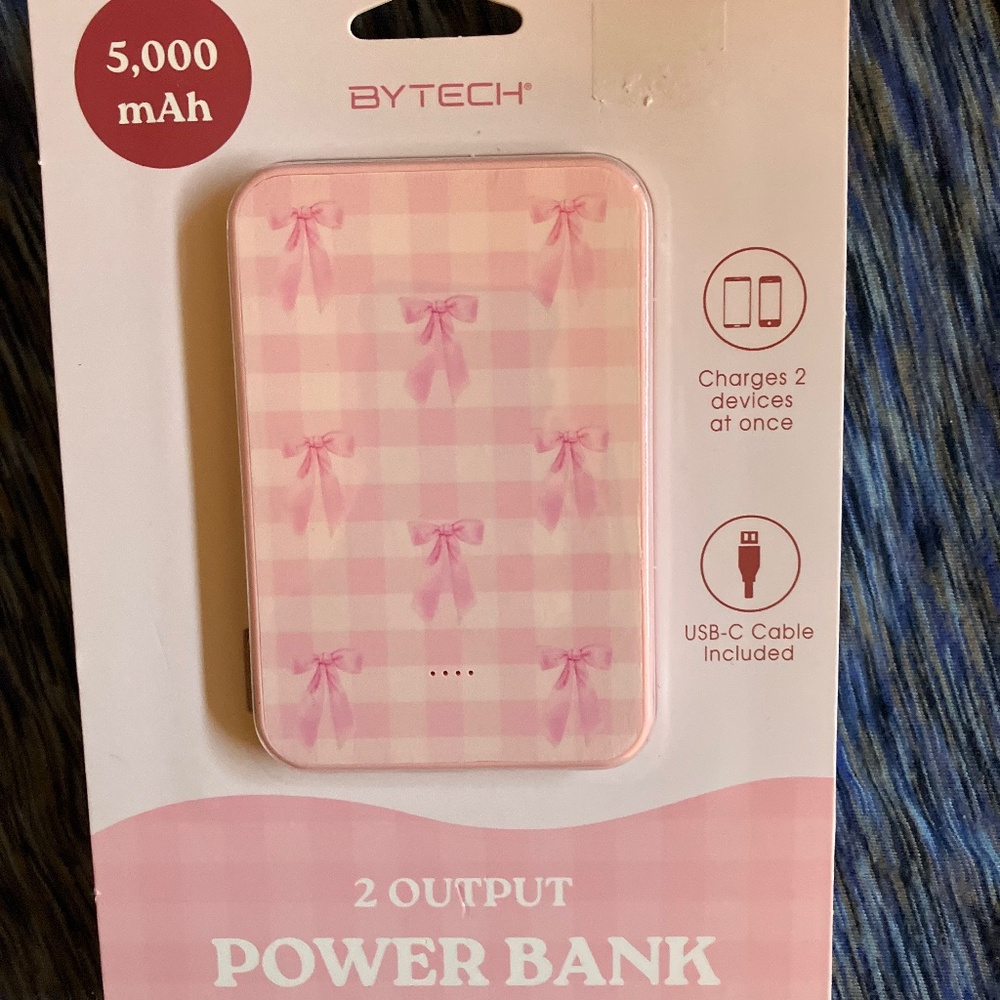 5,000
mAh
BYTECH®
Charges 2
devices
at once
USB-C Cable
Included
2 OUTPUT
POWER BANK